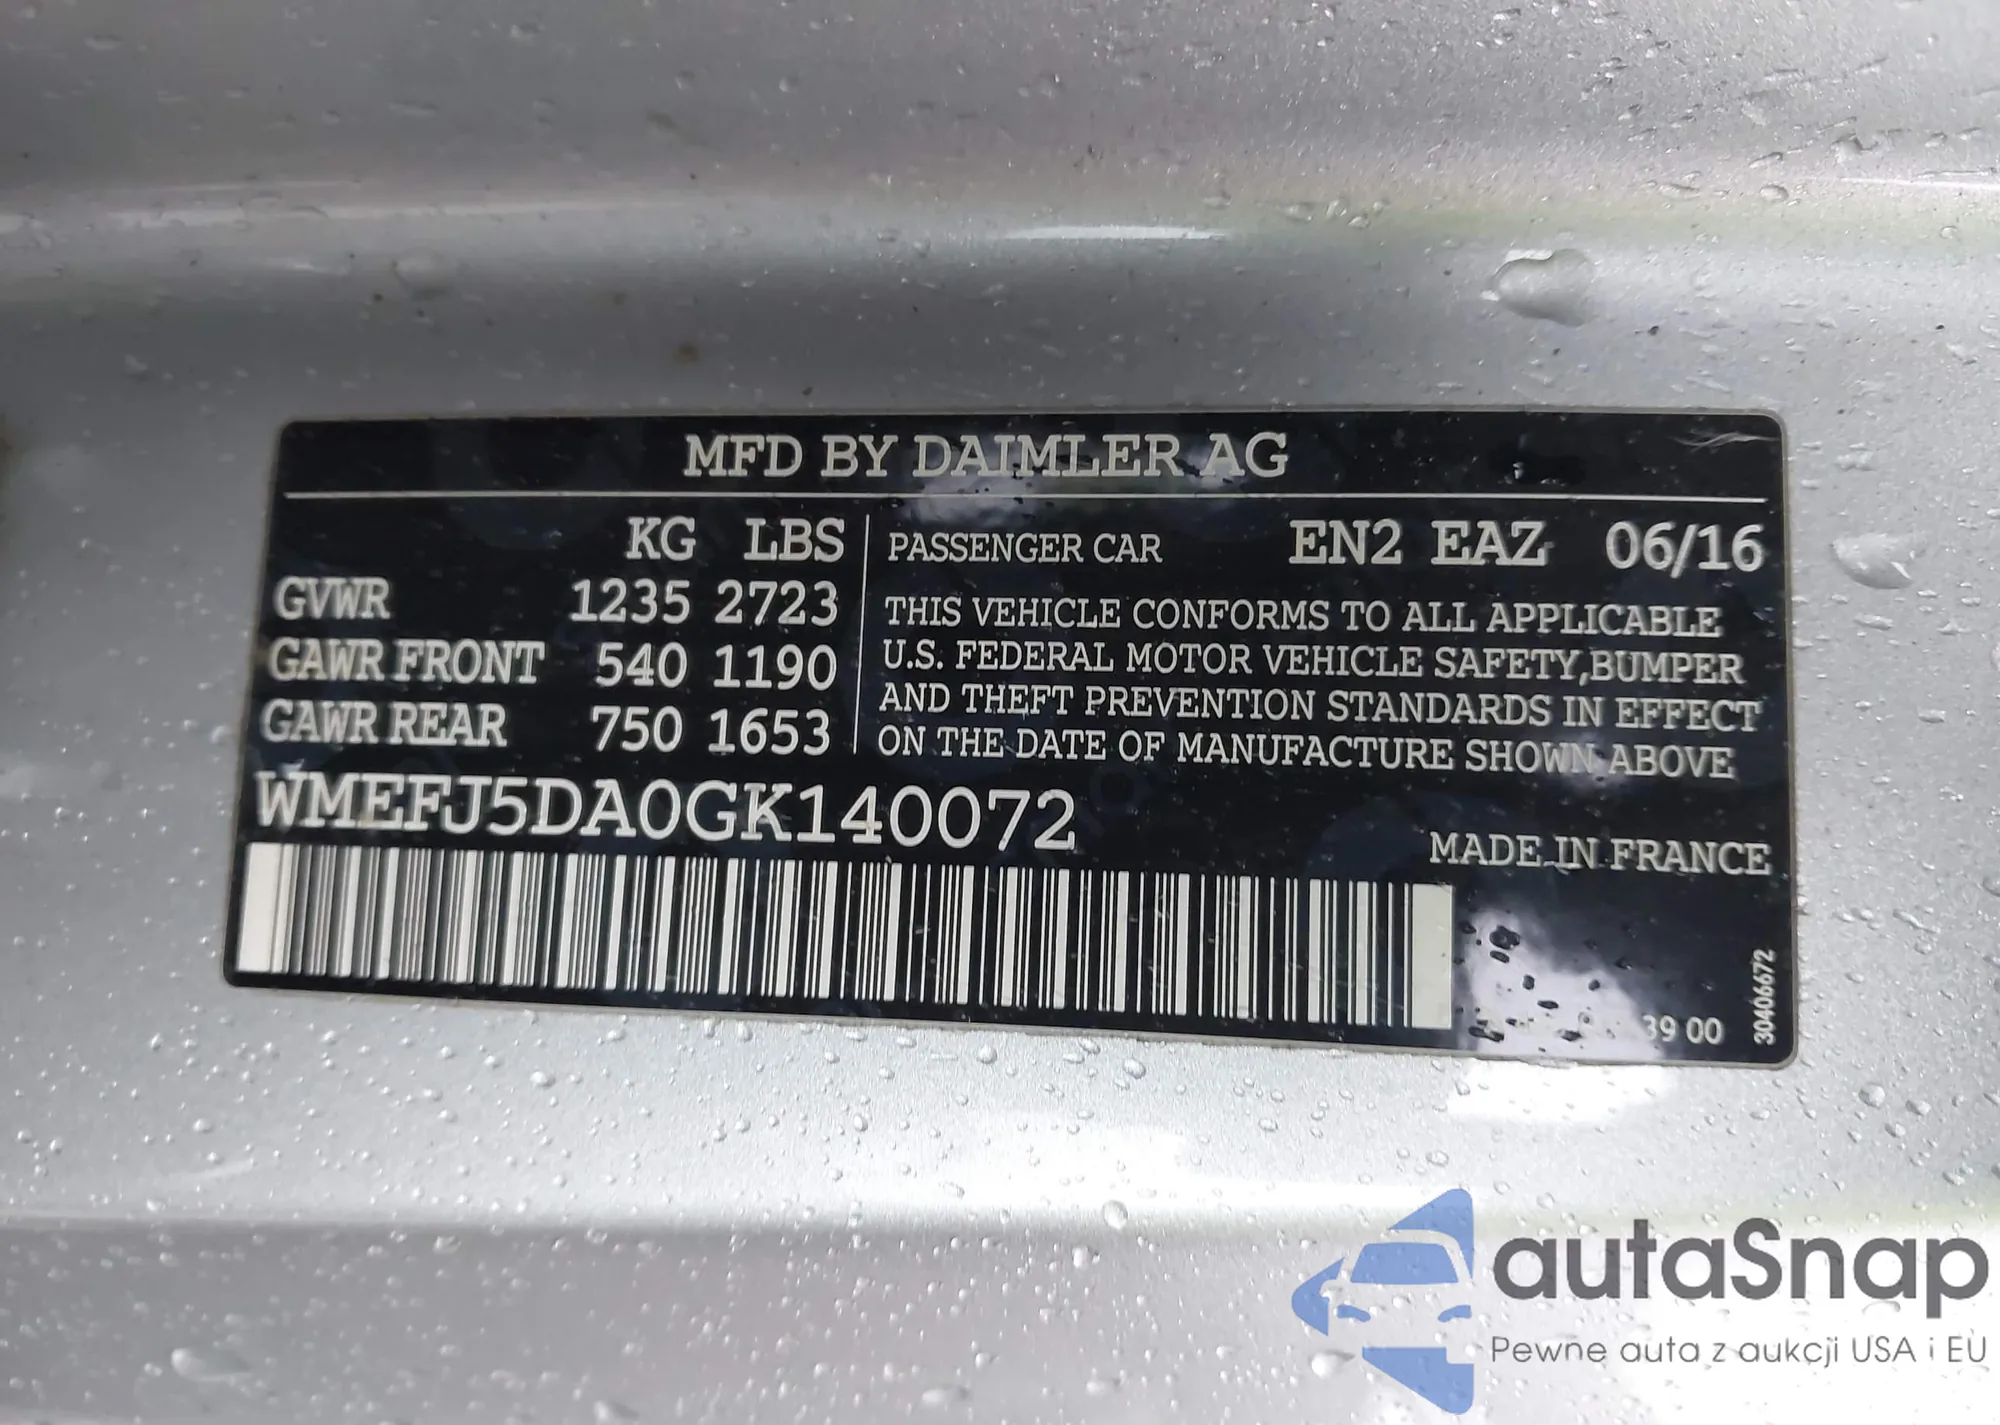 MFD BY DAIMLER AG
KG LBS
GVWR 1235 2723
GAWR FRONT 540 1190
GAWR REAR 750 1653
PASSENGER CAR EN2 EAZ 06/16
THIS VEHICLE CONFORMS TO ALL APPLICABLE
U.S. FEDERAL MOTOR VEHICLE SAFETY,BUMPER
AND THEFT PREVENTION STANDARDS IN EFFECT
ON THE DATE OF MANUFACTURE SHOWN ABOVE
WMEFJ5DA0GK140072
MADE IN FRANCE
39 00
30406672
autaSnap
Pewne auta z aukcji USA i EU